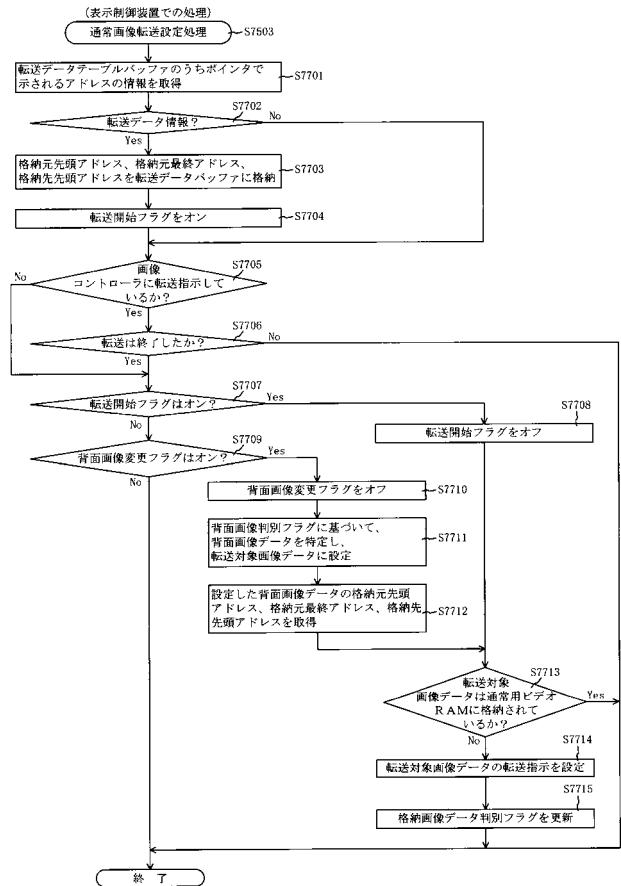 (表示制御装置での処理)
通常画像転送設定処理
S7503
転送データテーブルバッファのうちポインタで
示されるアドレスの情報を取得
S7701
S7702
転送データ情報?
No
Yes
格納元先頭アドレス、格納元最終アドレス、
格納先先頭アドレスを転送データバッファに格納
S7703
転送開始フラグをオン
S7704
画像
コントローラに転送指示して
いるか?
S7705
No
Yes
S7706
転送は終了したか?
No
Yes
S7707
転送開始フラグはオン?
Yes
No
S7708
転送開始フラグをオフ
S7709
背面画像変更フラグはオン?
Yes
No
背面画像変更フラグをオフ
S7710
背面画像判別フラグに基づいて、
背面画像データを特定し、
転送対象画像データに設定
S7711
設定した背面画像データの格納元先頭
アドレス、格納元最終アドレス、格納先
先頭アドレスを取得
S7712
転送対象
画像データは通常用ビデオ
RAMに格納されて
いるか?
S7713
Yes
No
S7714
転送対象画像データの転送指示を設定
S7715
格納画像データ判別フラグを更新
終 了